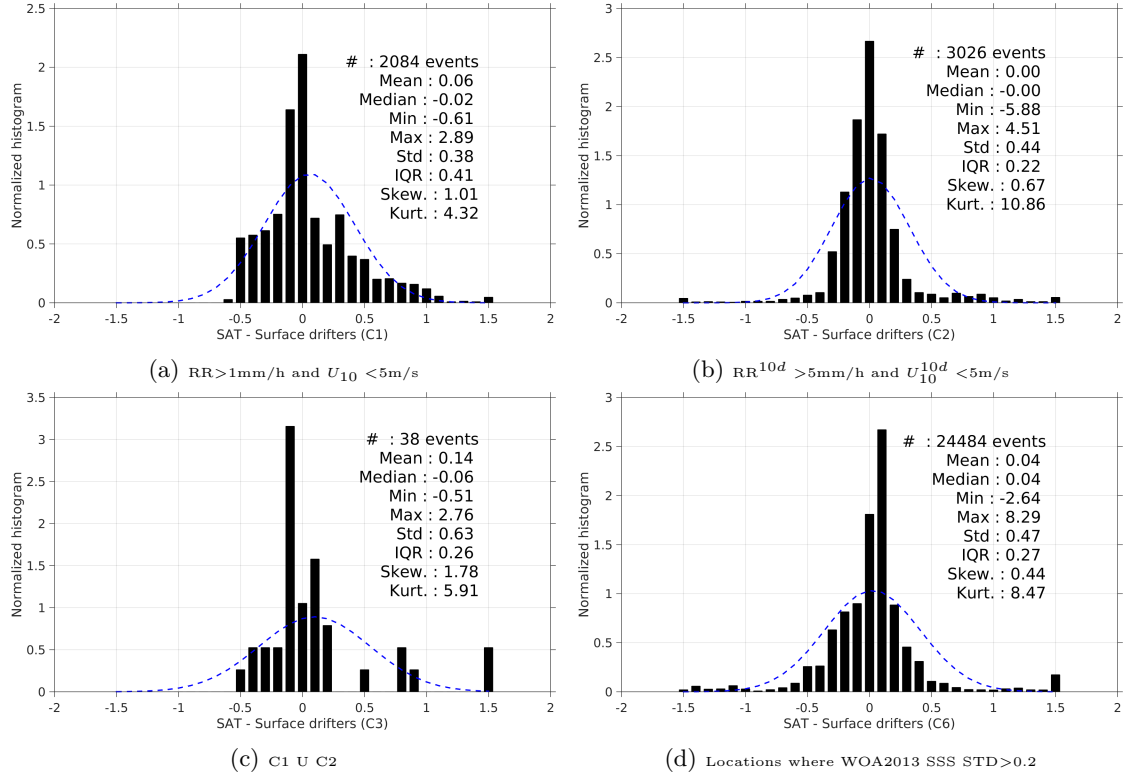 2.5
2
1.5
1
0.5
0
Normalized histogram
# : 2084 events
Mean : 0.06
Median : -0.02
Min : -0.61
Max : 2.89
Std : 0.38
IQR : 0.41
Skew. : 1.01
Kurt. : 4.32
-2 -1.5 -1 -0.5 0 0.5 1 1.5 2
SAT - Surface drifters (C1)
(a) RR>1mm/h and U10 <5m/s
3
2.5
2
1.5
1
0.5
0
Normalized histogram
# : 3026 events
Mean : 0.00
Median : -0.00
Min : -5.88
Max : 4.51
Std : 0.44
IQR : 0.22
Skew. : 0.67
Kurt. : 10.86
-2 -1.5 -1 -0.5 0 0.5 1 1.5 2
SAT - Surface drifters (C2)
(b) RR^10d >5mm/h and U10^10d <5m/s
3.5
3
2.5
2
1.5
1
0.5
0
Normalized histogram
# : 38 events
Mean : 0.14
Median : -0.06
Min : -0.51
Max : 2.76
Std : 0.63
IQR : 0.26
Skew. : 1.78
Kurt. : 5.91
-2 -1.5 -1 -0.5 0 0.5 1 1.5 2
SAT - Surface drifters (C3)
(c) C1 U C2
3
2.5
2
1.5
1
0.5
0
Normalized histogram
# : 24484 events
Mean : 0.04
Median : 0.04
Min : -2.64
Max : 8.29
Std : 0.47
IQR : 0.27
Skew. : 0.44
Kurt. : 8.47
-2 -1.5 -1 -0.5 0 0.5 1 1.5 2
SAT - Surface drifters (C6)
(d) Locations where WOA2013 SSS STD>0.2